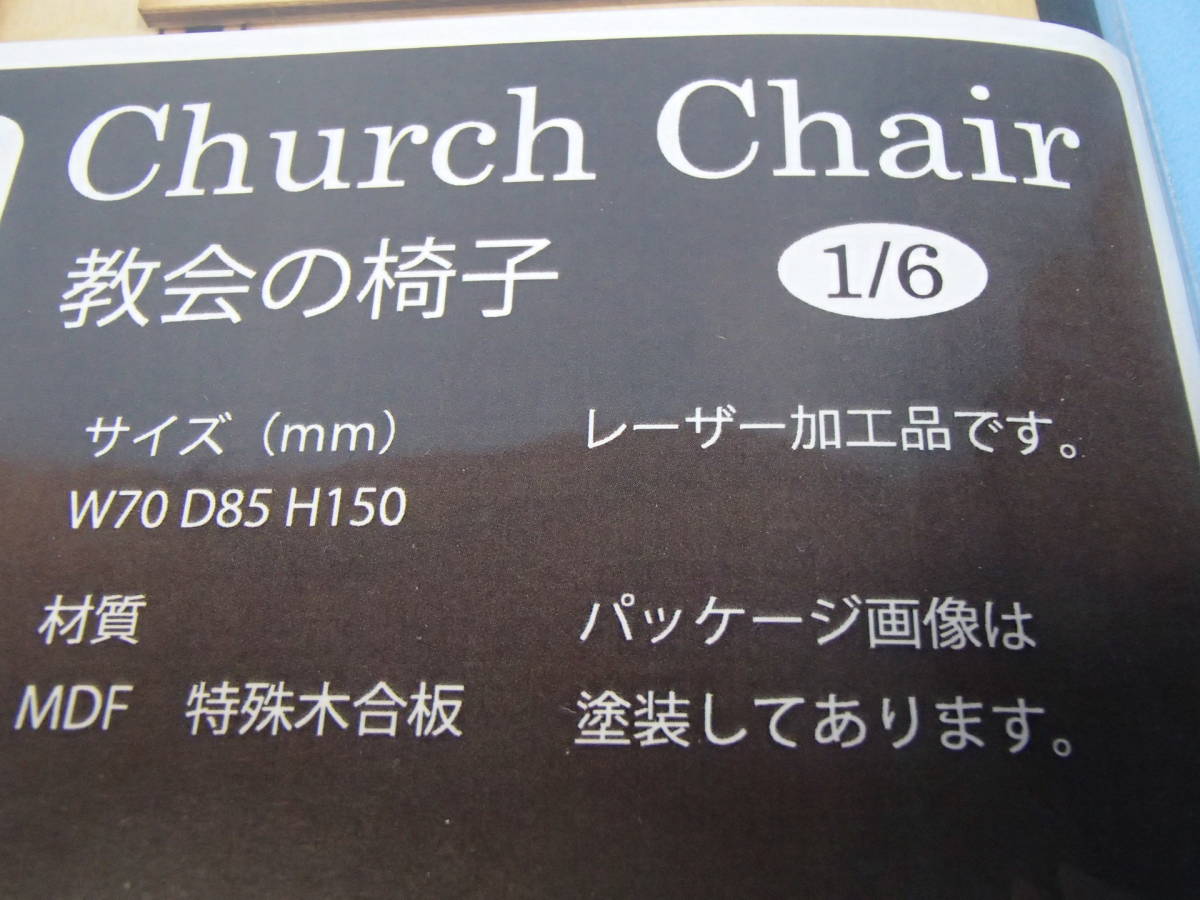 Church Chair
教会の椅子
1/6
サイズ（mm）
W70 D85 H150
材質
MDF　特殊木合板
レーザー加工品です。
パッケージ画像は
塗装してあります。